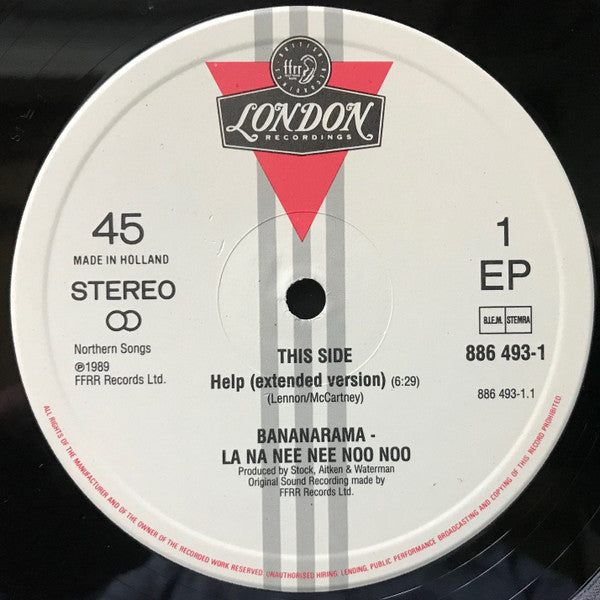 BRITISH
ffrr
LONDON
RECORDINGS
45
MADE IN HOLLAND
STEREO
1
EP
B.I.E.M. STEMRA
Northern Songs
℗1989
FFRR Records Ltd.
886 493-1
886 493-1.1
THIS SIDE
Help (extended version) (6:29)
(Lennon/McCartney)
BANANARAMA -
LA NA NEE NEE NOO NOO
Produced by Stock, Aitken & Waterman
Original Sound Recording made by
FFRR Records Ltd.
ALL RIGHTS OF THE MANUFACTURER AND OF THE OWNER OF THE RECORDED WORK RESERVED. UNAUTHORISED HIRING, LENDING, PUBLIC PERFORMANCE BROADCASTING AND COPYING OF THIS RECORD PROHIBITED.